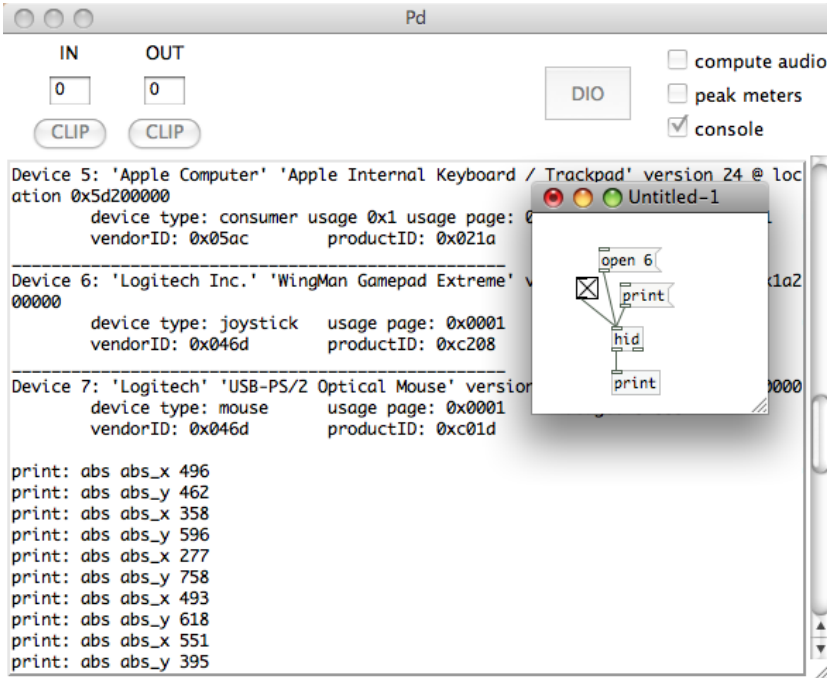 Pd
IN OUT
0 0
CLIP CLIP
DIO
compute audio
peak meters
console
Device 5: 'Apple Computer' 'Apple Internal Keyboard / Trackpad' version 24 @ loc
ation 0x5d200000
device type: consumer usage 0x1 usage page:
vendorID: 0x05ac productID: 0x021a
Device 6: 'Logitech Inc.' 'WingMan Gamepad Extreme'
00000
device type: joystick usage page: 0x0001
vendorID: 0x046d productID: 0xc208
Device 7: 'Logitech' 'USB-PS/2 Optical Mouse'
device type: mouse usage page: 0x0001
vendorID: 0x046d productID: 0xc01d
print: abs abs_x 496
print: abs abs_y 462
print: abs abs_x 358
print: abs abs_y 596
print: abs abs_x 277
print: abs abs_y 758
print: abs abs_x 493
print: abs abs_y 618
print: abs abs_x 551
print: abs abs_y 395
Untitled-1
open 6
print
hid
print